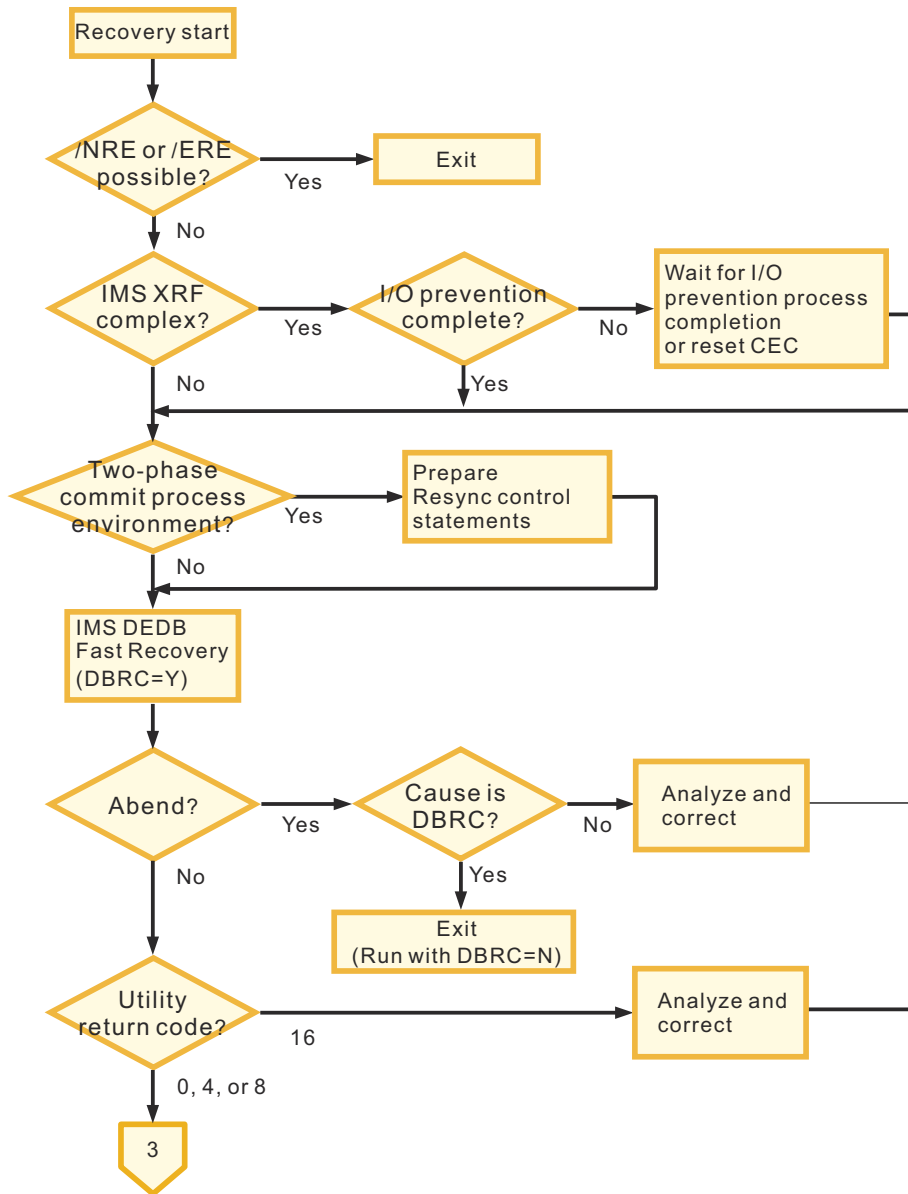 Recovery start
/NRE or /ERE
possible?
Yes
Exit
No
IMS XRF
complex?
Yes
I/O prevention
complete?
No
Wait for I/O
prevention process
completion
or reset CEC
No
Yes
Two-phase
commit process
environment?
Yes
Prepare
Resync control
statements
No
IMS DEDB
Fast Recovery
(DBRC=Y)
Abend?
Yes
Cause is
DBRC?
No
Analyze and
correct
No
Yes
Exit
(Run with DBRC=N)
Utility
return code?
16
Analyze and
correct
0, 4, or 8
3